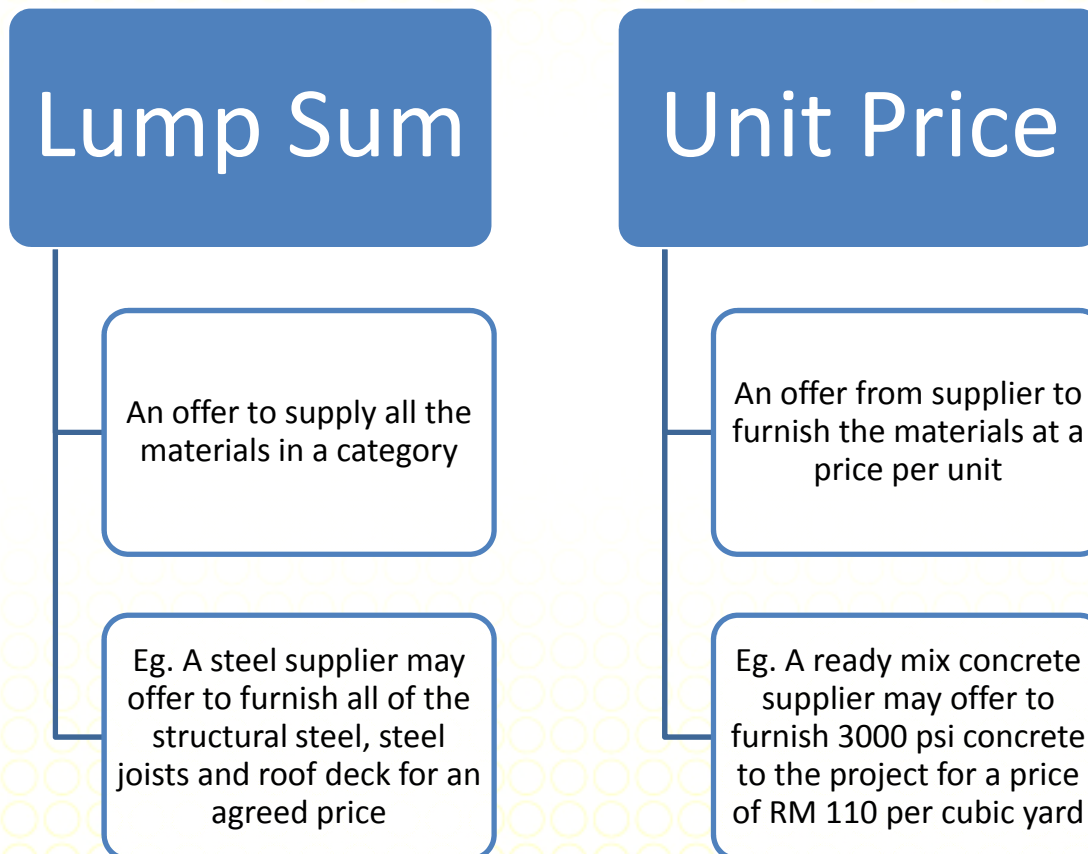 Lump Sum
An offer to supply all the
materials in a category
Eg. A steel supplier may
offer to furnish all of the
structural steel, steel
joists and roof deck for an
agreed price
Unit Price
An offer from supplier to
furnish the materials at a
price per unit
Eg. A ready mix concrete
supplier may offer to
furnish 3000 psi concrete
to the project for a price
of RM 110 per cubic yard